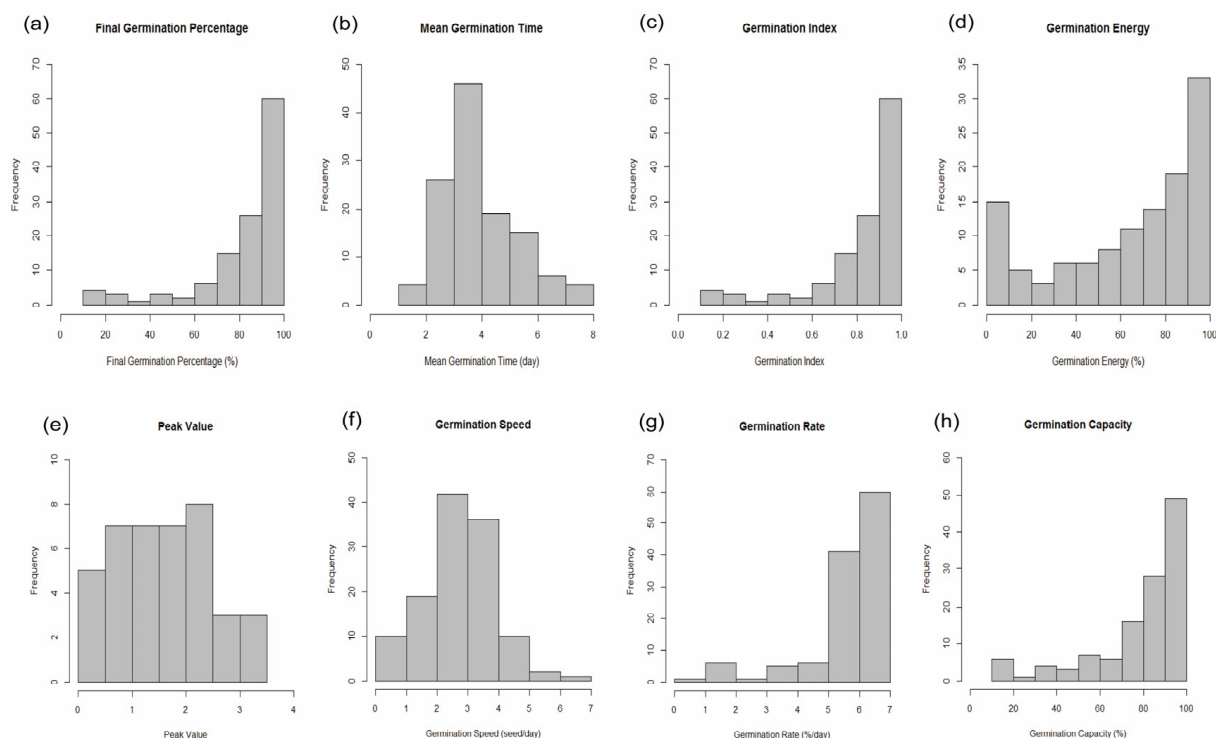 (a)
Final Germination Percentage
Frecuency
0 10 20 30 40 50 60 70
0 20 40 60 80 100
Final Germination Percentage (%)
(b)
Mean Germination Time
Frecuency
0 10 20 30 40 50
2 4 6 8
Mean Germination Time (day)
(c)
Germination Index
Frecuency
0 10 20 30 40 50 60 70
0.0 0.2 0.4 0.6 0.8 1.0
Germination Index
(d)
Germination Energy
Frecuency
0 5 10 15 20 25 30 35
0 20 40 60 80 100
Germination Energy (%)
(e)
Peak Value
Frequency
0 2 4 6 8 10
0 1 2 3 4
Peak Value
(f)
Germination Speed
Frequency
0 10 20 30 40 50
0 1 2 3 4 5 6 7
Germination Speed (seed/day)
(g)
Germination Rate
Frequency
0 10 20 30 40 50 60 70
0 1 2 3 4 5 6 7
Germination Rate (%/day)
(h)
Germination Capacity
Frequency
0 10 20 30 40 50 60
20 40 60 80 100
Germination Capacity (%)